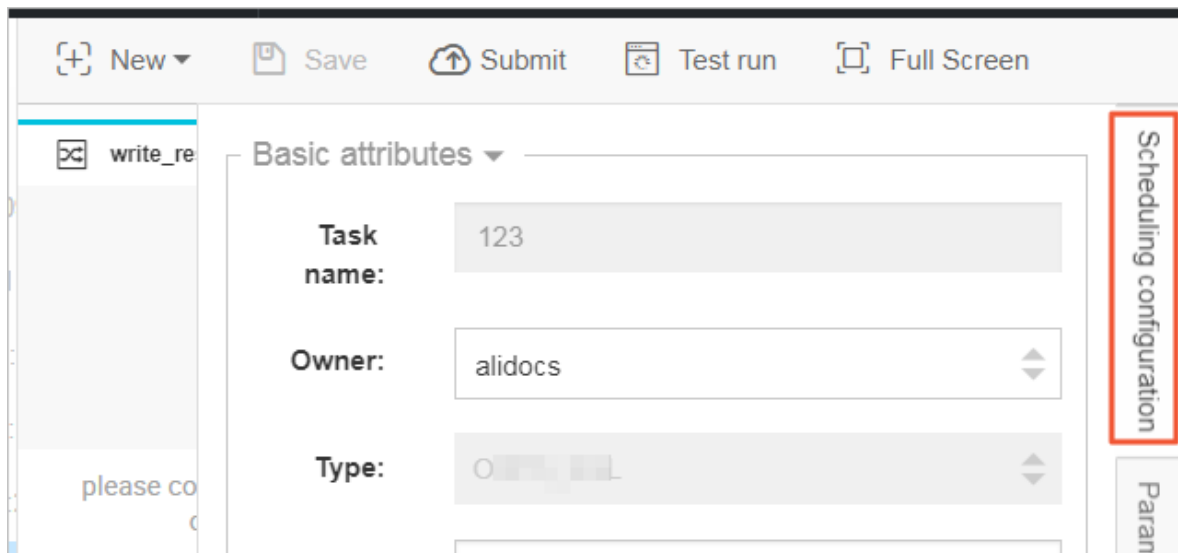 New Save Submit Test run Full Screen
write_re
Basic attributes
Task name: 123
Owner: alidocs
Type:
please co
Scheduling configuration
Param